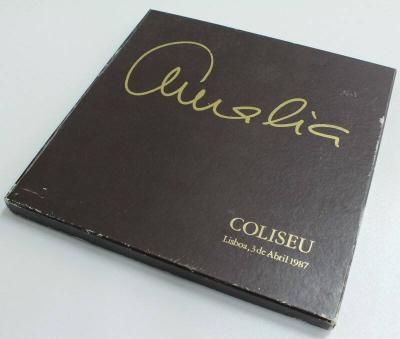 Amalia
COLISEU
Lisboa, 3 de Abril 1987